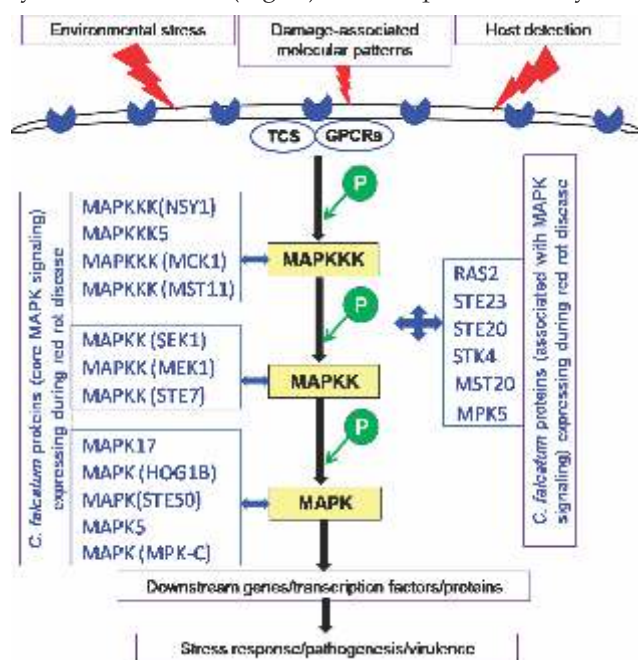 Environmental stress
Damage-associated
molecular patterns
Host detection
TCS
GPCRs
P
MAPKKK(NSY1)
MAPKKK5
MAPKKK(MCK1)
MAPKKK(MST11)
MAPKKK
P
MAPKK(SEK1)
MAPKK(MEK1)
MAPKK(STE7)
MAPKK
P
MAPK17
MAPK(HOG1B)
MAPK(STE50)
MAPK5
MAPK(MPK-C)
MAPK
C. falcatum proteins (core MAPK signaling)
expressing during red rot disease
RAS2
STE23
STE20
STK4
MST20
MPK5
C. falcatum proteins (associated with MAPK
signaling) expressing during red rot disease
Downstream genes/transcription factors/proteins
Stress response/pathogenesis/virulence